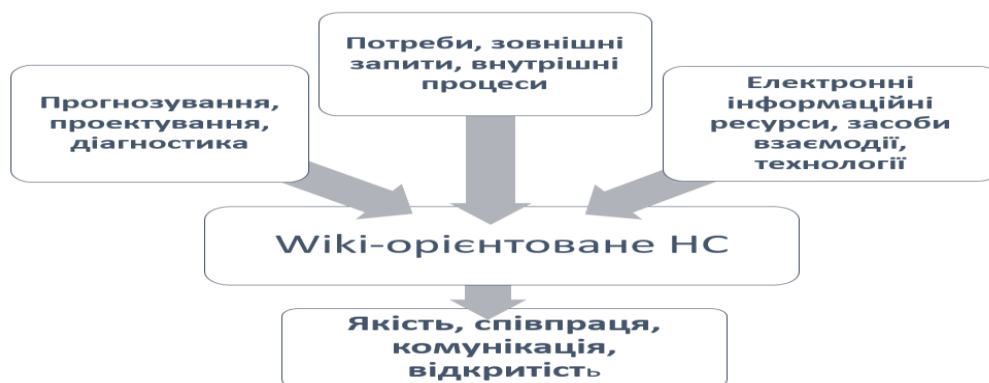 Потреби, зовнішні
запити, внутрішні
процеси
Прогнозування,
проектування,
діагностика
Електронні
інформаційні
ресурси, засоби
взаємодії,
технології
Wiki-орієнтоване НС
Якість, співпраця,
комунікація,
відкритість